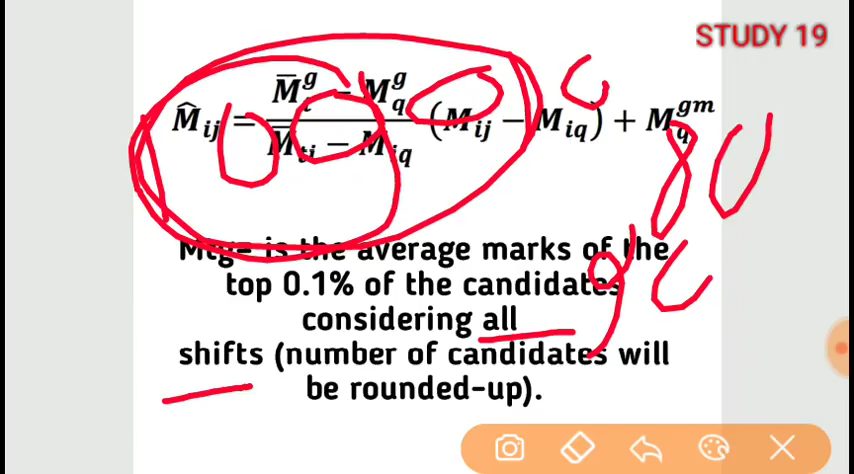 STUDY 19
M̂ij = (M̄tᵍ − Mqᵍ) / (M̄ti − Miq) (Mij − Miq) + Mqᵍᵐ
Mtg= is the average marks of the
top 0.1% of the candidates
considering all
shifts (number of candidates will
be rounded-up).